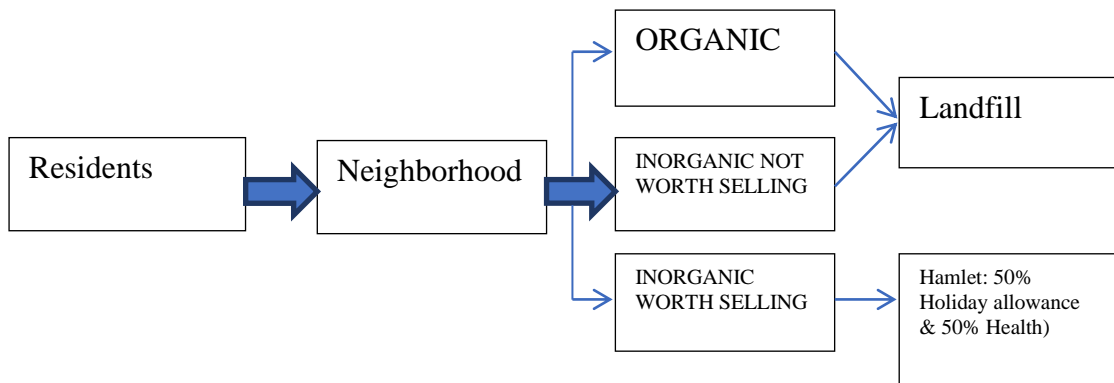 Residents
Neighborhood
ORGANIC
INORGANIC NOT
WORTH SELLING
INORGANIC
WORTH SELLING
Landfill
Hamlet: 50%
Holiday allowance
& 50% Health)